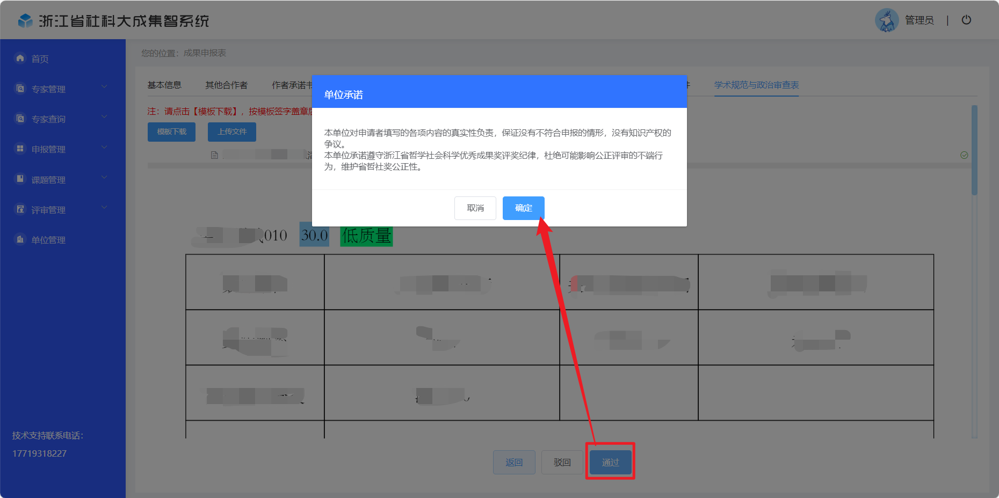 浙江省社科大成集智系统
管理员
首页
专家管理
专家查询
申报管理
课题管理
评审管理
单位管理
技术支持联系电话：
17719318227
您的位置：成果申报表
基本信息 其他合作者 作者承诺书 学术规范与政治审查表
注：请点击【模板下载】，按模板签字盖章后
模板下载 上传文件
单位承诺
本单位对申请者填写的各项内容的真实性负责，保证没有不符合申报的情形，没有知识产权的
争议。
本单位承诺遵守浙江省哲学社会科学优秀成果奖评奖纪律，杜绝可能影响公正评审的不端行
为，维护省哲社奖公正性。
取消 确定
010 30.0 低质量
返回 驳回 通过